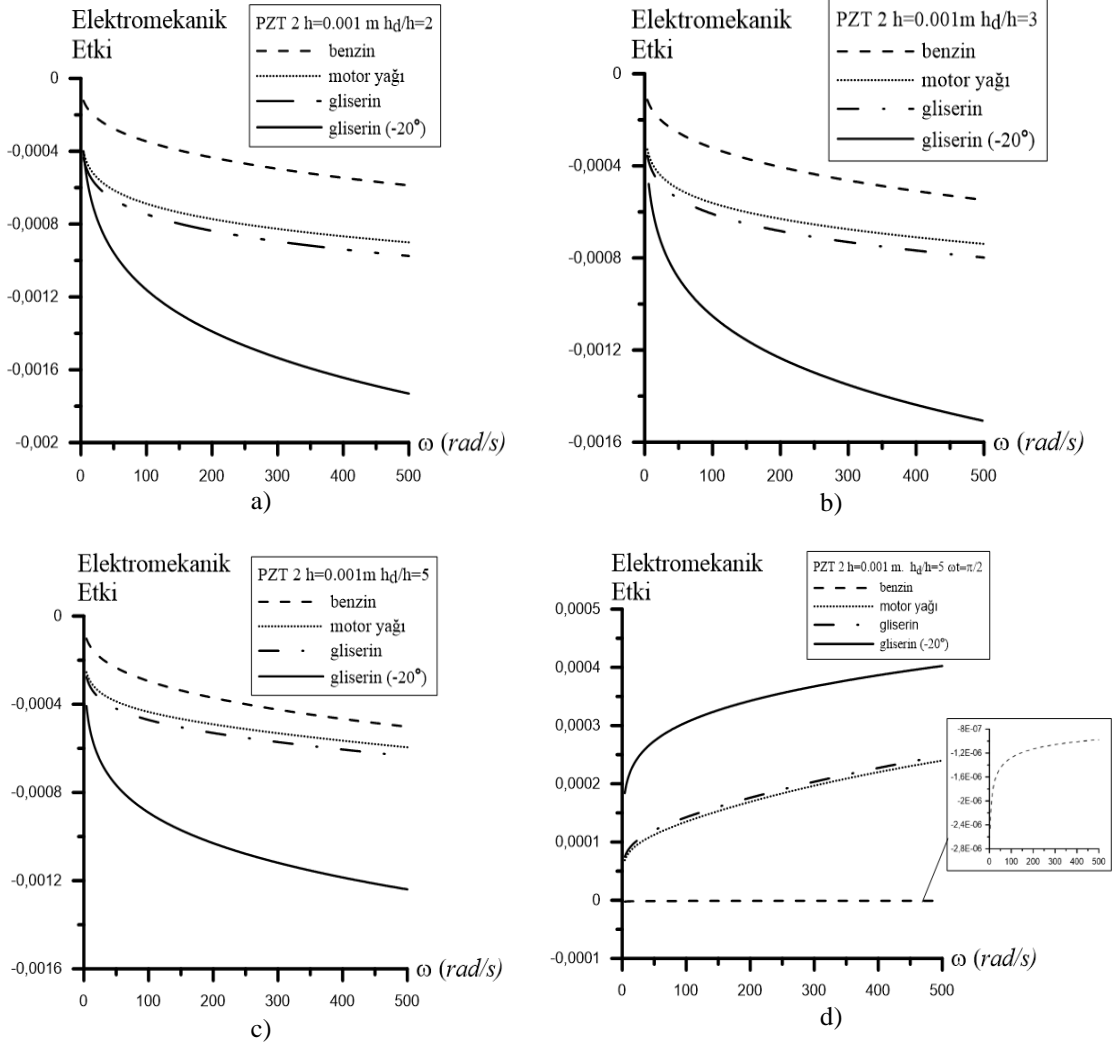 Elektromekanik
Etki
PZT 2 h=0.001 m hd/h=2
benzin
motor yağı
gliserin
gliserin (-20°)
0
-0,0004
-0,0008
-0,0012
-0,0016
-0,002
0 100 200 300 400 500
ω (rad/s)
a)
Elektromekanik
Etki
PZT 2 h=0.001m hd/h=3
benzin
motor yağı
gliserin
gliserin (-20°)
0
-0,0004
-0,0008
-0,0012
-0,0016
0 100 200 300 400 500
ω (rad/s)
b)
Elektromekanik
Etki
PZT 2 h=0.001m hd/h=5
benzin
motor yağı
gliserin
gliserin (-20°)
0
-0,0004
-0,0008
-0,0012
-0,0016
0 100 200 300 400 500
ω (rad/s)
c)
Elektromekanik
Etki
PZT 2 h=0.001 m. hd/h=5 ωt=π/2
benzin
motor yağı
gliserin
gliserin (-20°)
0,0005
0,0004
0,0003
0,0002
0,0001
0
-0,0001
0 100 200 300 400 500
ω (rad/s)
-8E-07
-1,2E-06
-1,6E-06
-2E-06
-2,4E-06
-2,8E-06
0 100 200 300 400 500
d)